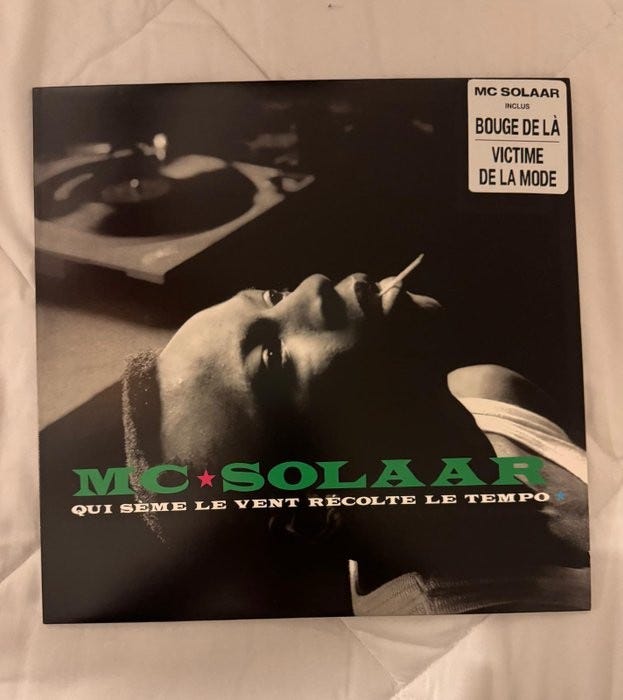 MC SOLAAR
INCLUS
BOUGE DE LÀ
VICTIME
DE LA MODE
MC★SOLAAR
QUI SÈME LE VENT RÉCOLTE LE TEMPO★